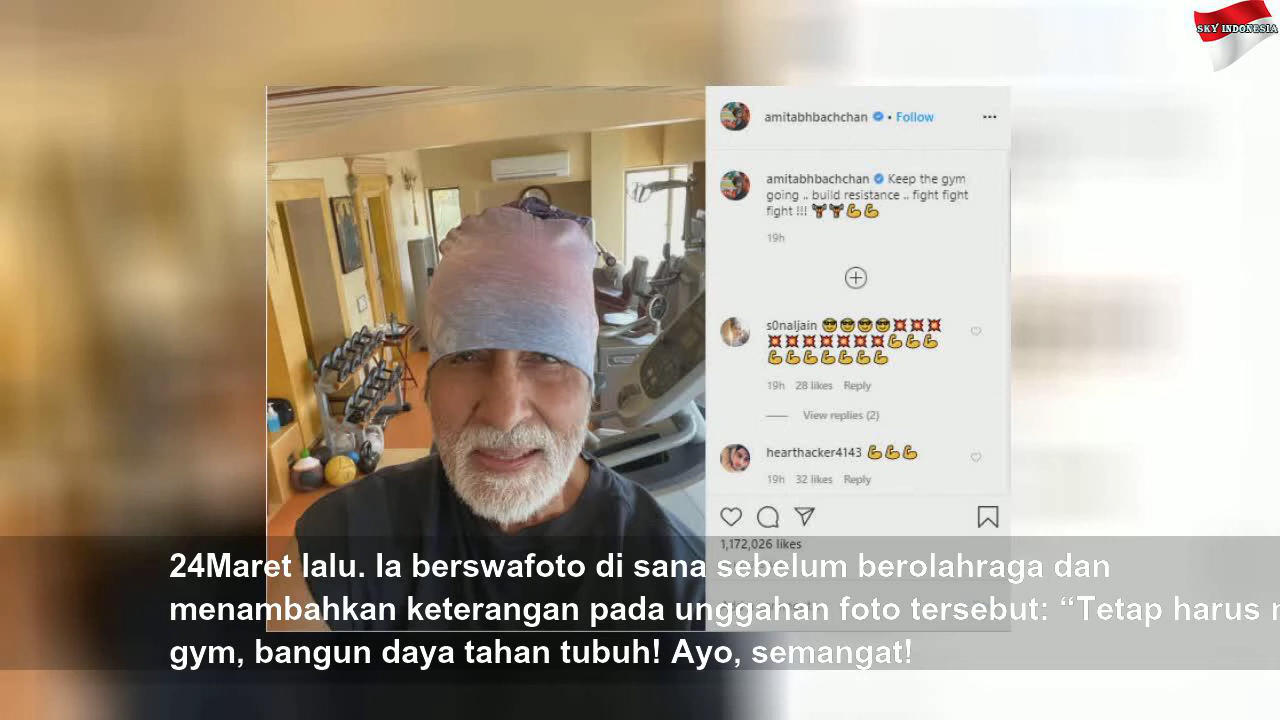 SKY INDONESIA
amitabhbachchan • Follow
amitabhbachchan Keep the gym
going .. build resistance .. fight fight
fight !!!
19h
s0naljain
19h 28 likes Reply
View replies (2)
hearthacker4143
19h 32 likes Reply
1,172,026 likes
24Maret lalu. Ia berswafoto di sana sebelum berolahraga dan
menambahkan keterangan pada unggahan foto tersebut: “Tetap harus
gym, bangun daya tahan tubuh! Ayo, semangat!